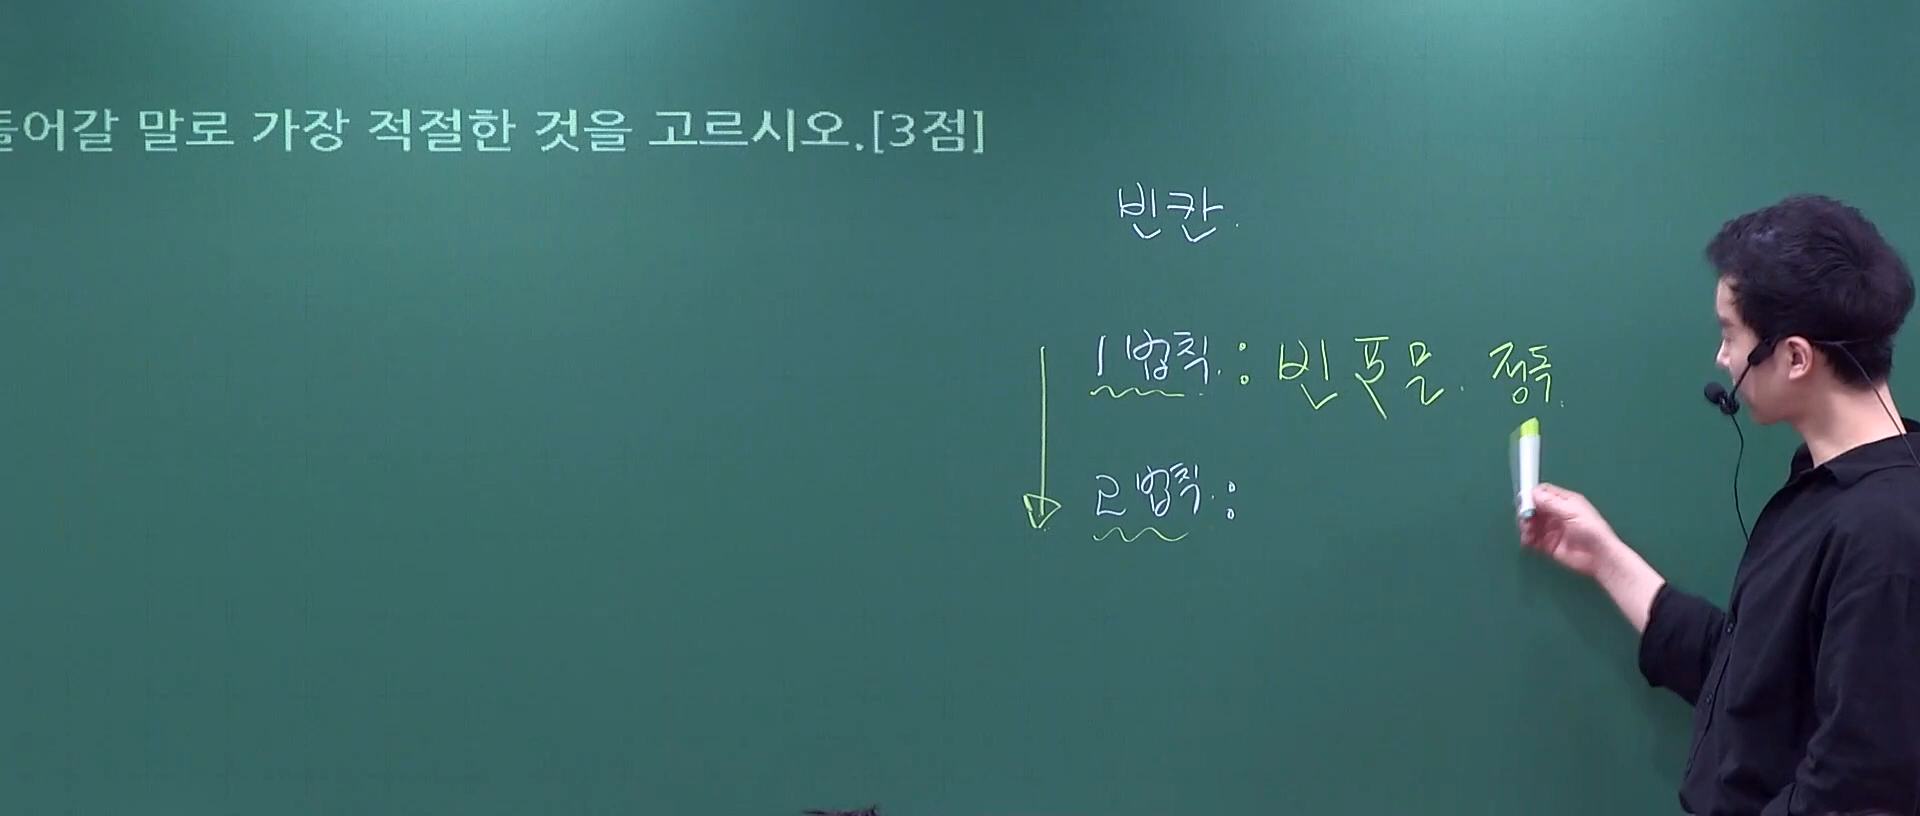 들어갈 말로 가장 적절한 것을 고르시오.[3점]
빈칸.
1법칙. : 빈 포 문. 정독.
2법칙. :